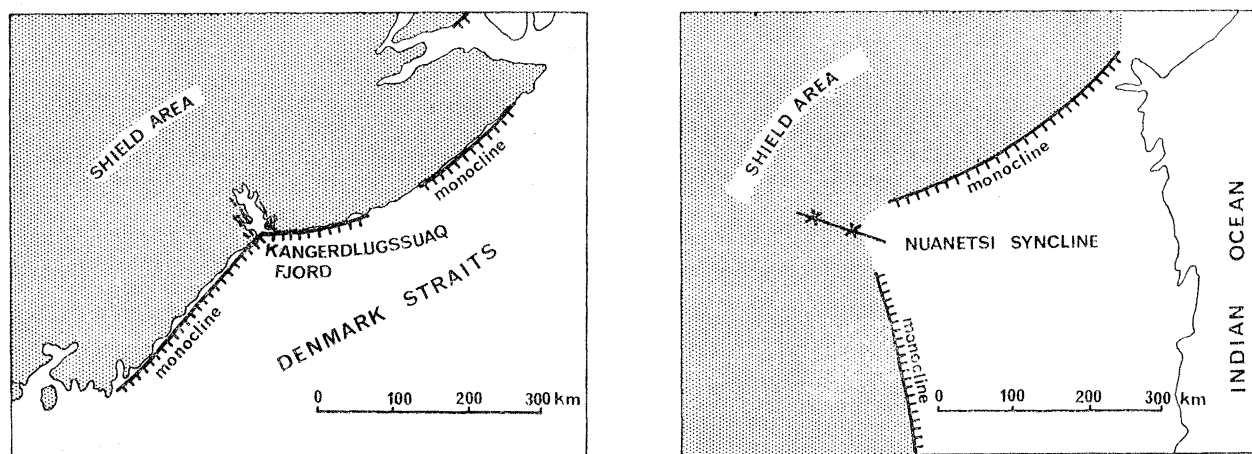 SHIELD AREA
monocline
KANGERDLUGSSUAQ
FJORD
monocline
DENMARK STRAITS
0 100 200 300 km
SHIELD AREA
monocline
NUANETSI SYNCLINE
monocline
INDIAN OCEAN
0 100 200 300 km